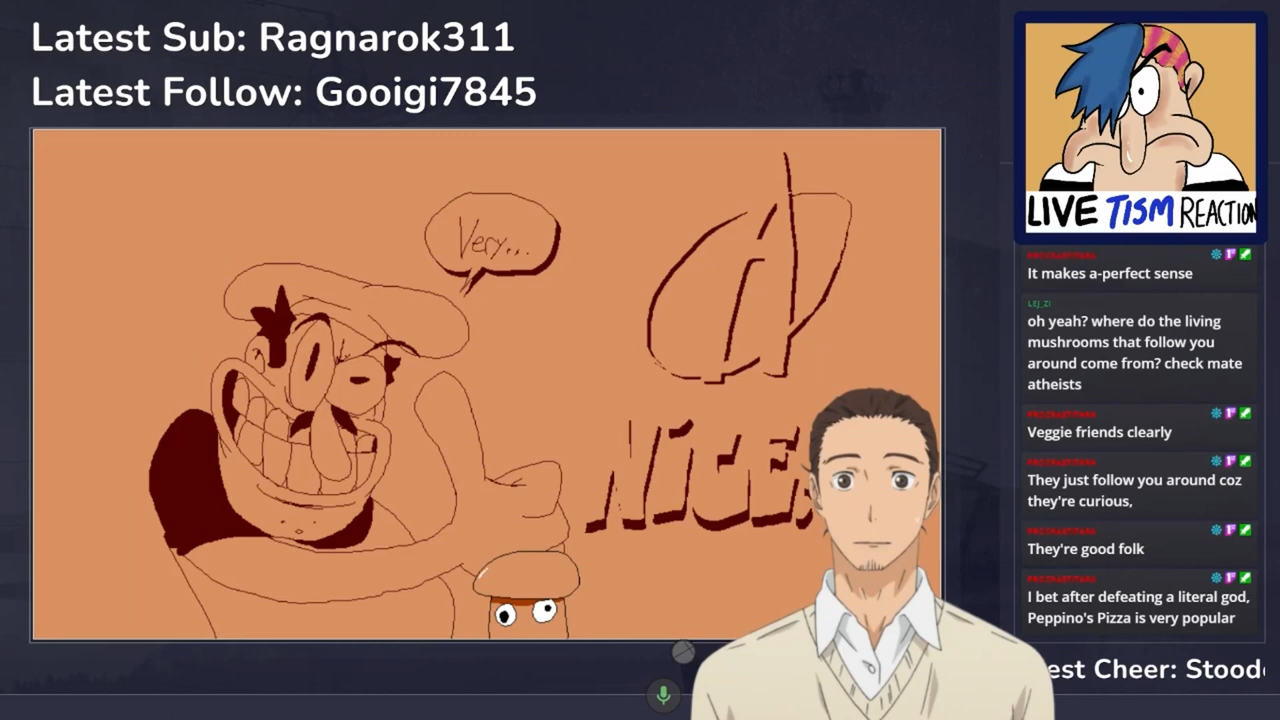 Latest Sub: Ragnarok311
Latest Follow: Gooigi7845
Very...
D
NICE.
LIVE TISM REACTION
It makes a-perfect sense
LEJ_ZI
oh yeah? where do the living
mushrooms that follow you
around come from? check mate
atheists
Veggie friends clearly
They just follow you around coz
they're curious,
They're good folk
I bet after defeating a literal god,
Peppino's Pizza is very popular
est Cheer: Stood